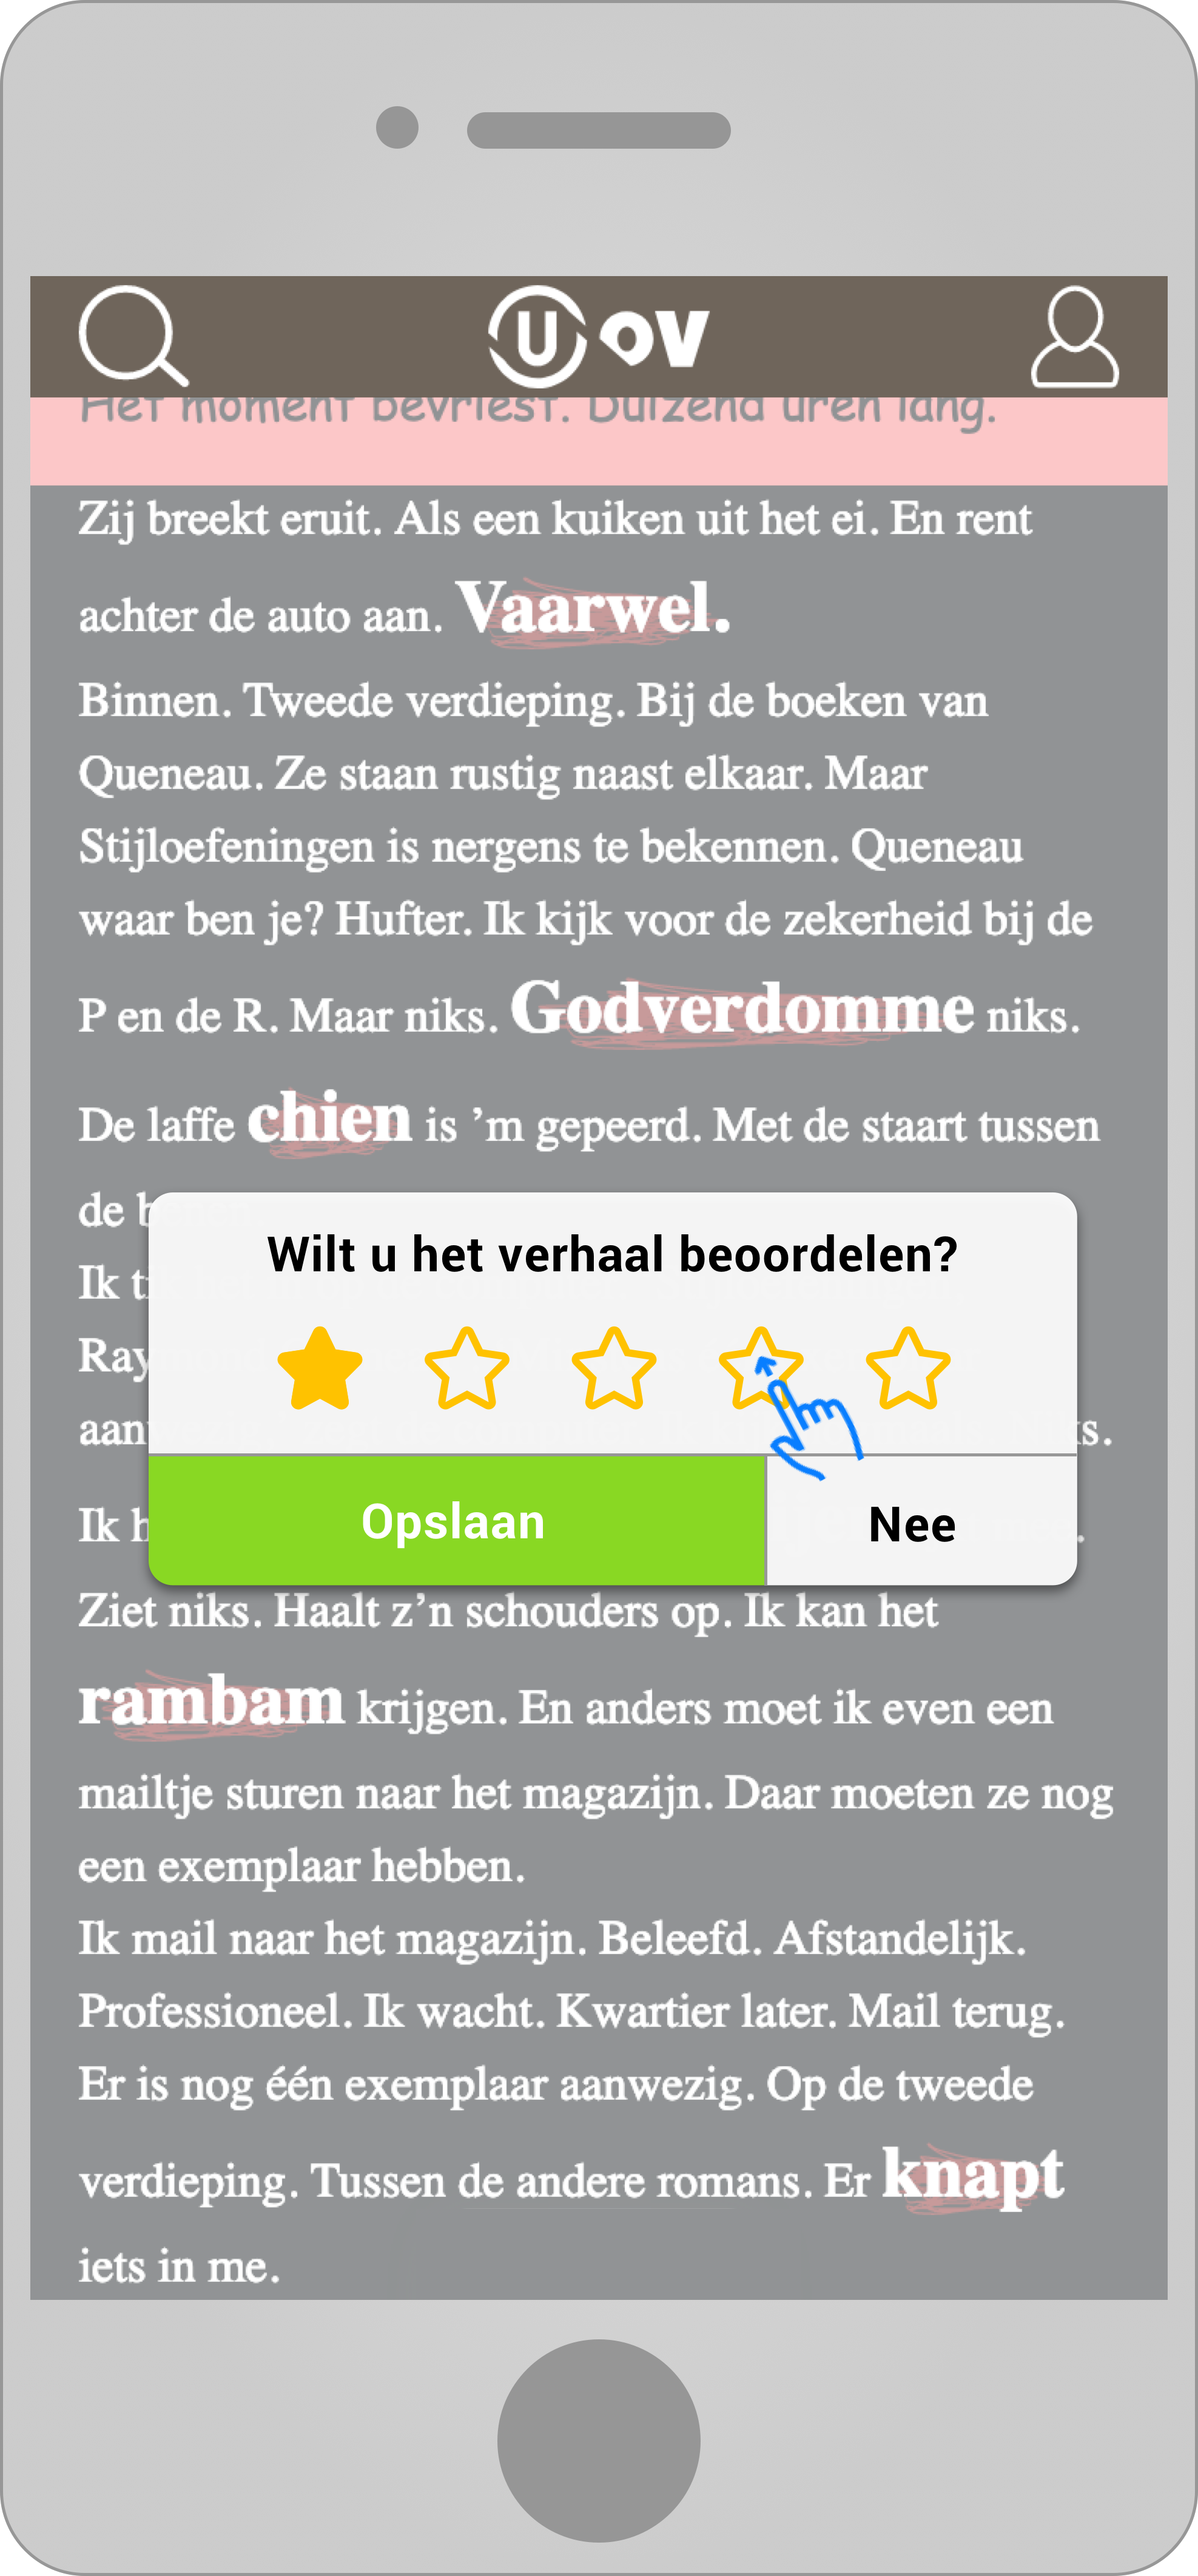 U OV
Het moment bevriest. Duizend uren lang.
Zij breekt eruit. Als een kuiken uit het ei. En rent
achter de auto aan. Vaarwel.
Binnen. Tweede verdieping. Bij de boeken van
Queneau. Ze staan rustig naast elkaar. Maar
Stijloefeningen is nergens te bekennen. Queneau
waar ben je? Hufter. Ik kijk voor de zekerheid bij de
P en de R. Maar niks. Godverdomme niks.
De laffe chien is ’m gepeerd. Met de staart tussen
de
Ik
Wilt u het verhaal beoordelen?
Ik
Opslaan
Nee
Ziet niks. Haalt z’n schouders op. Ik kan het
rambam krijgen. En anders moet ik even een
mailtje sturen naar het magazijn. Daar moeten ze nog
een exemplaar hebben.
Ik mail naar het magazijn. Beleefd. Afstandelijk.
Professioneel. Ik wacht. Kwartier later. Mail terug.
Er is nog één exemplaar aanwezig. Op de tweede
verdieping. Tussen de andere romans. Er knapt
iets in me.